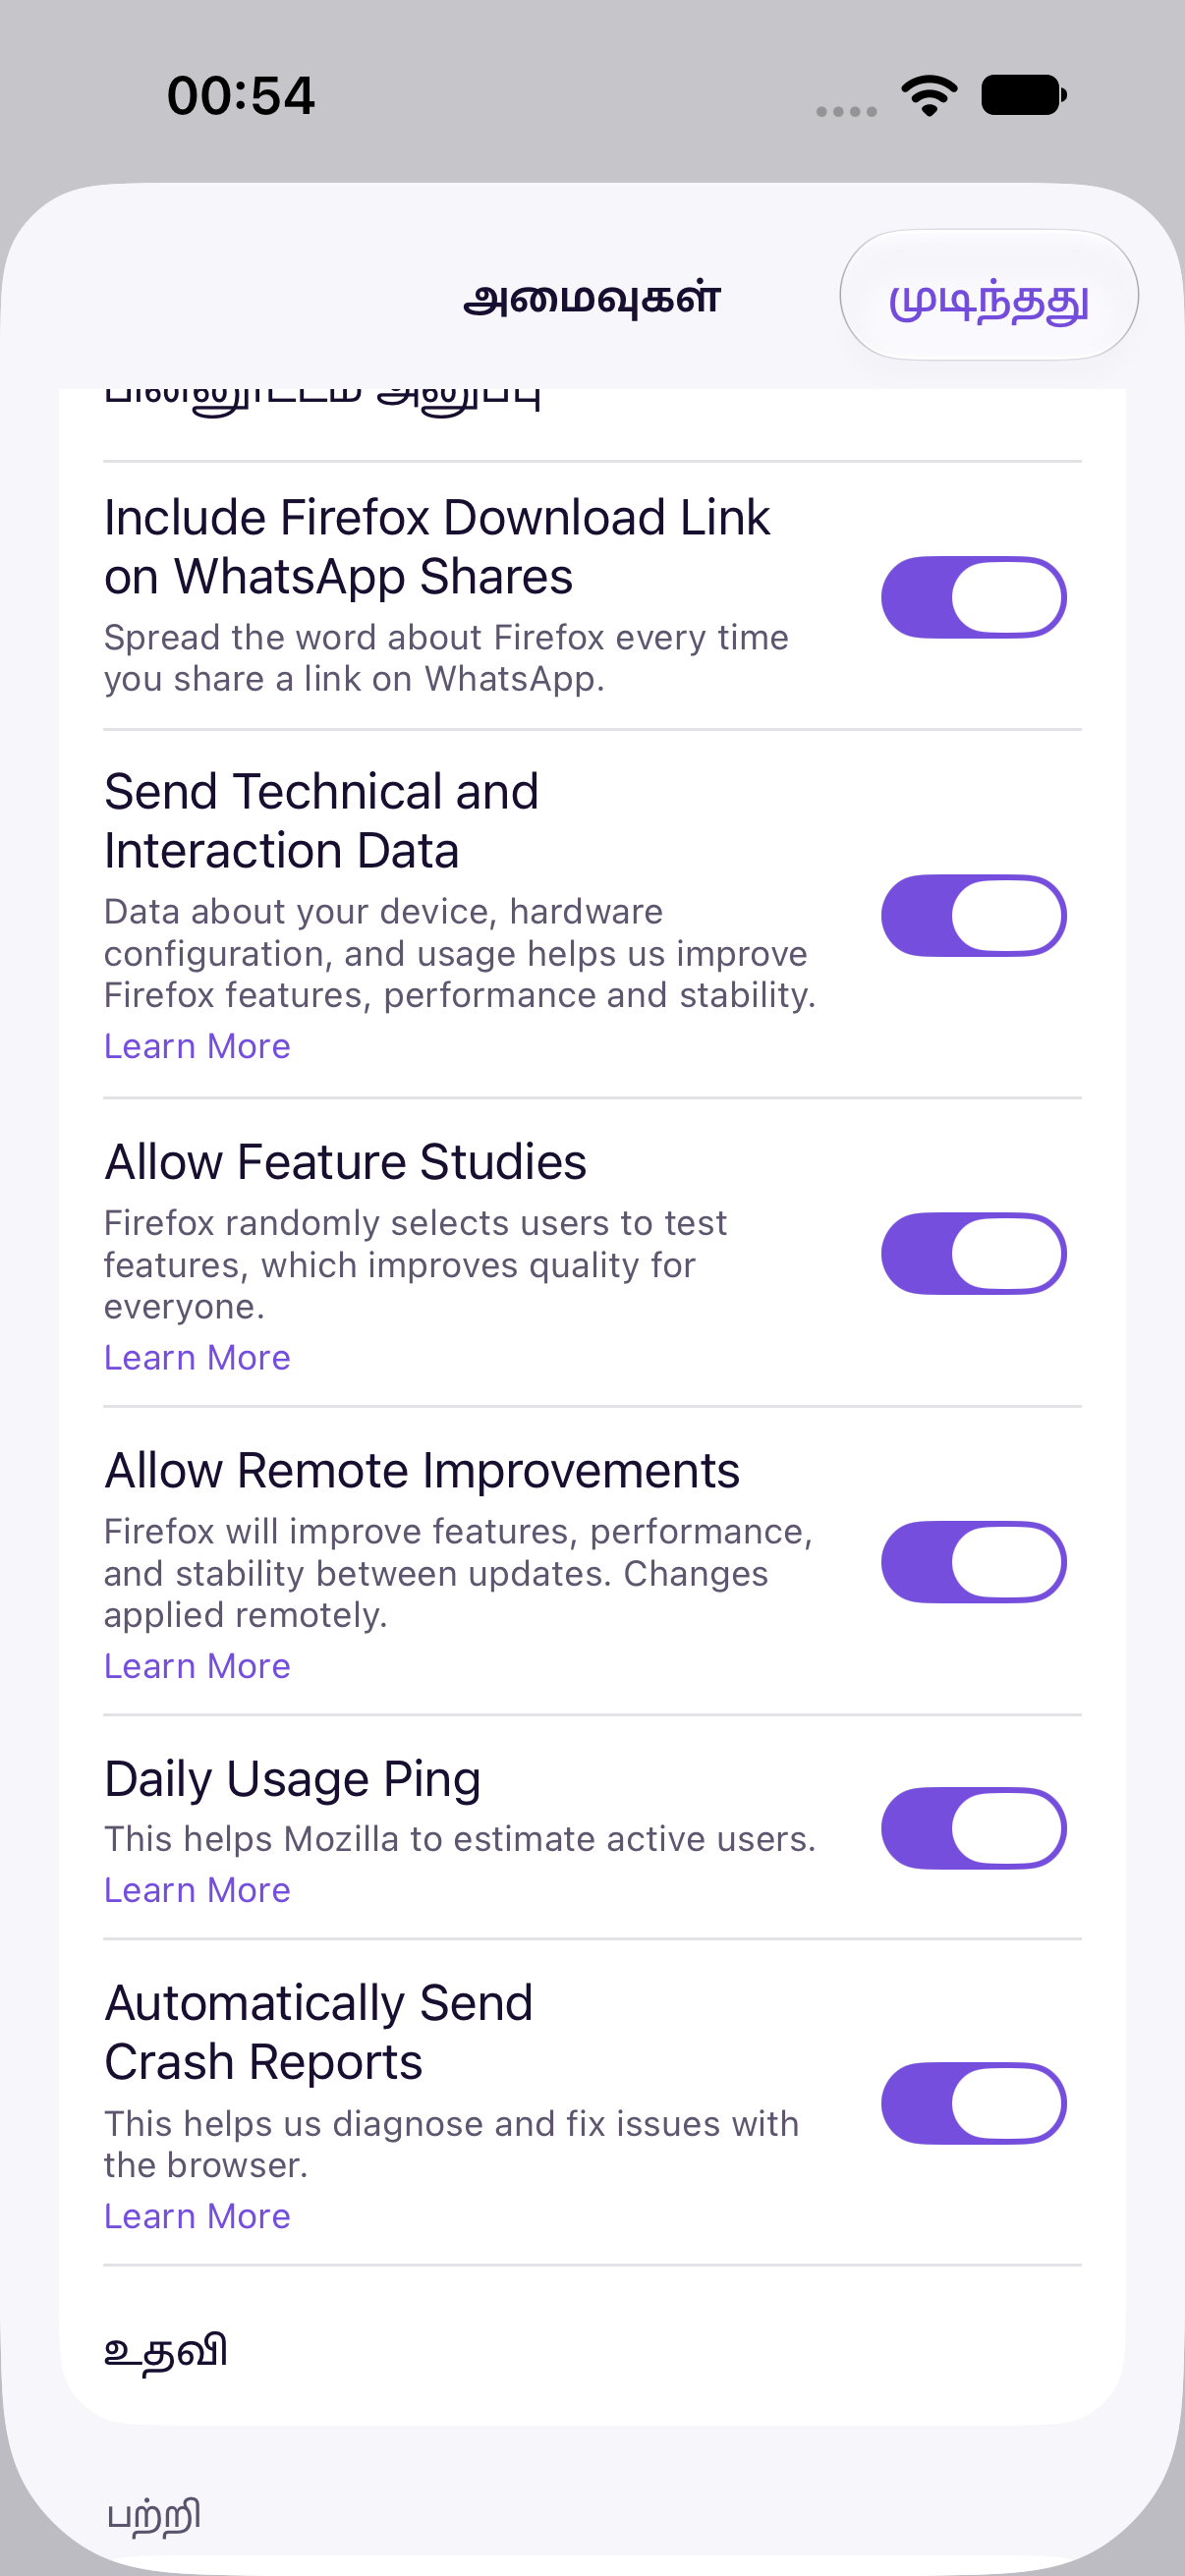 00:54
அமைவுகள்
முடிந்தது
பின்னூட்டம் அனுப்பு
Include Firefox Download Link
on WhatsApp Shares
Spread the word about Firefox every time
you share a link on WhatsApp.
Send Technical and
Interaction Data
Data about your device, hardware
configuration, and usage helps us improve
Firefox features, performance and stability.
Learn More
Allow Feature Studies
Firefox randomly selects users to test
features, which improves quality for
everyone.
Learn More
Allow Remote Improvements
Firefox will improve features, performance,
and stability between updates. Changes
applied remotely.
Learn More
Daily Usage Ping
This helps Mozilla to estimate active users.
Learn More
Automatically Send
Crash Reports
This helps us diagnose and fix issues with
the browser.
Learn More
உதவி
பற்றி